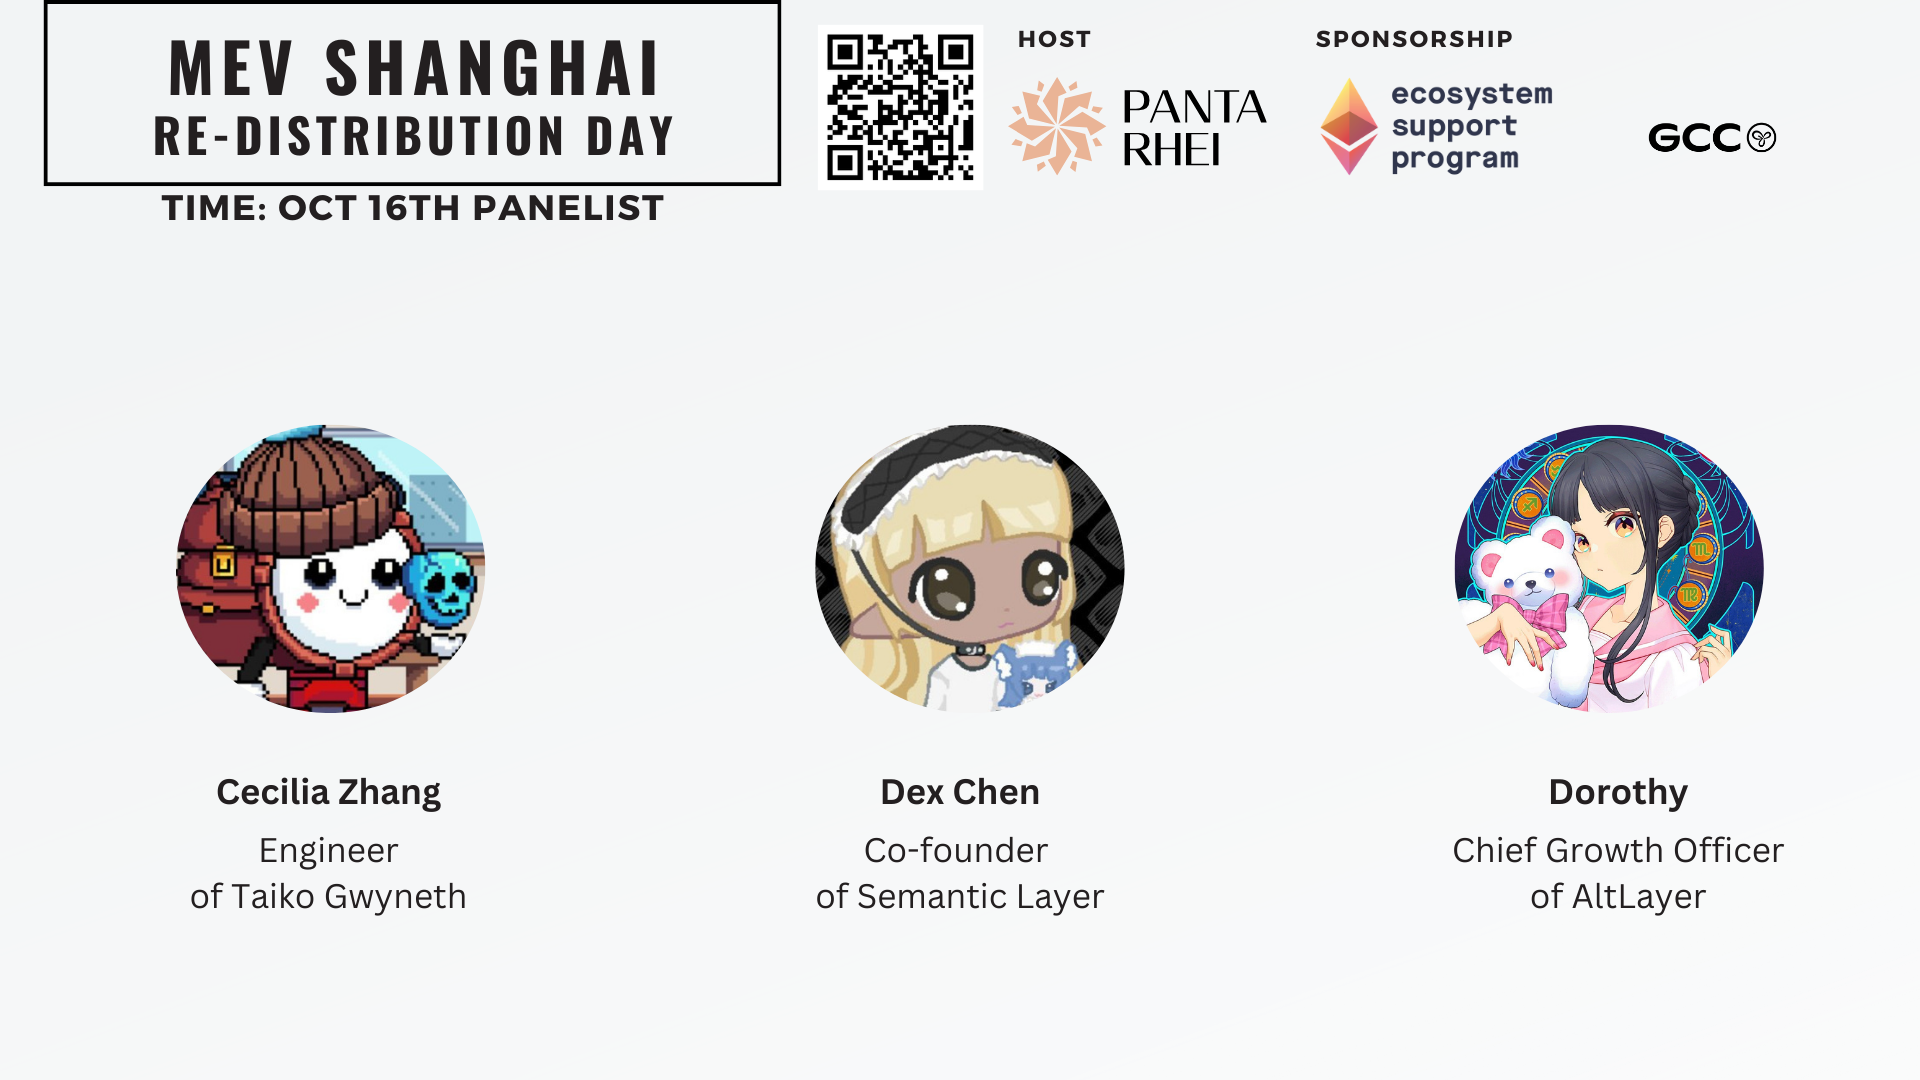 MEV SHANGHAI
RE-DISTRIBUTION DAY
TIME: OCT 16TH PANELIST
HOST
PANTA
RHEI
SPONSORSHIP
ecosystem
support
program
GCC
Cecilia Zhang
Engineer
of Taiko Gwyneth
Dex Chen
Co-founder
of Semantic Layer
Dorothy
Chief Growth Officer
of AltLayer